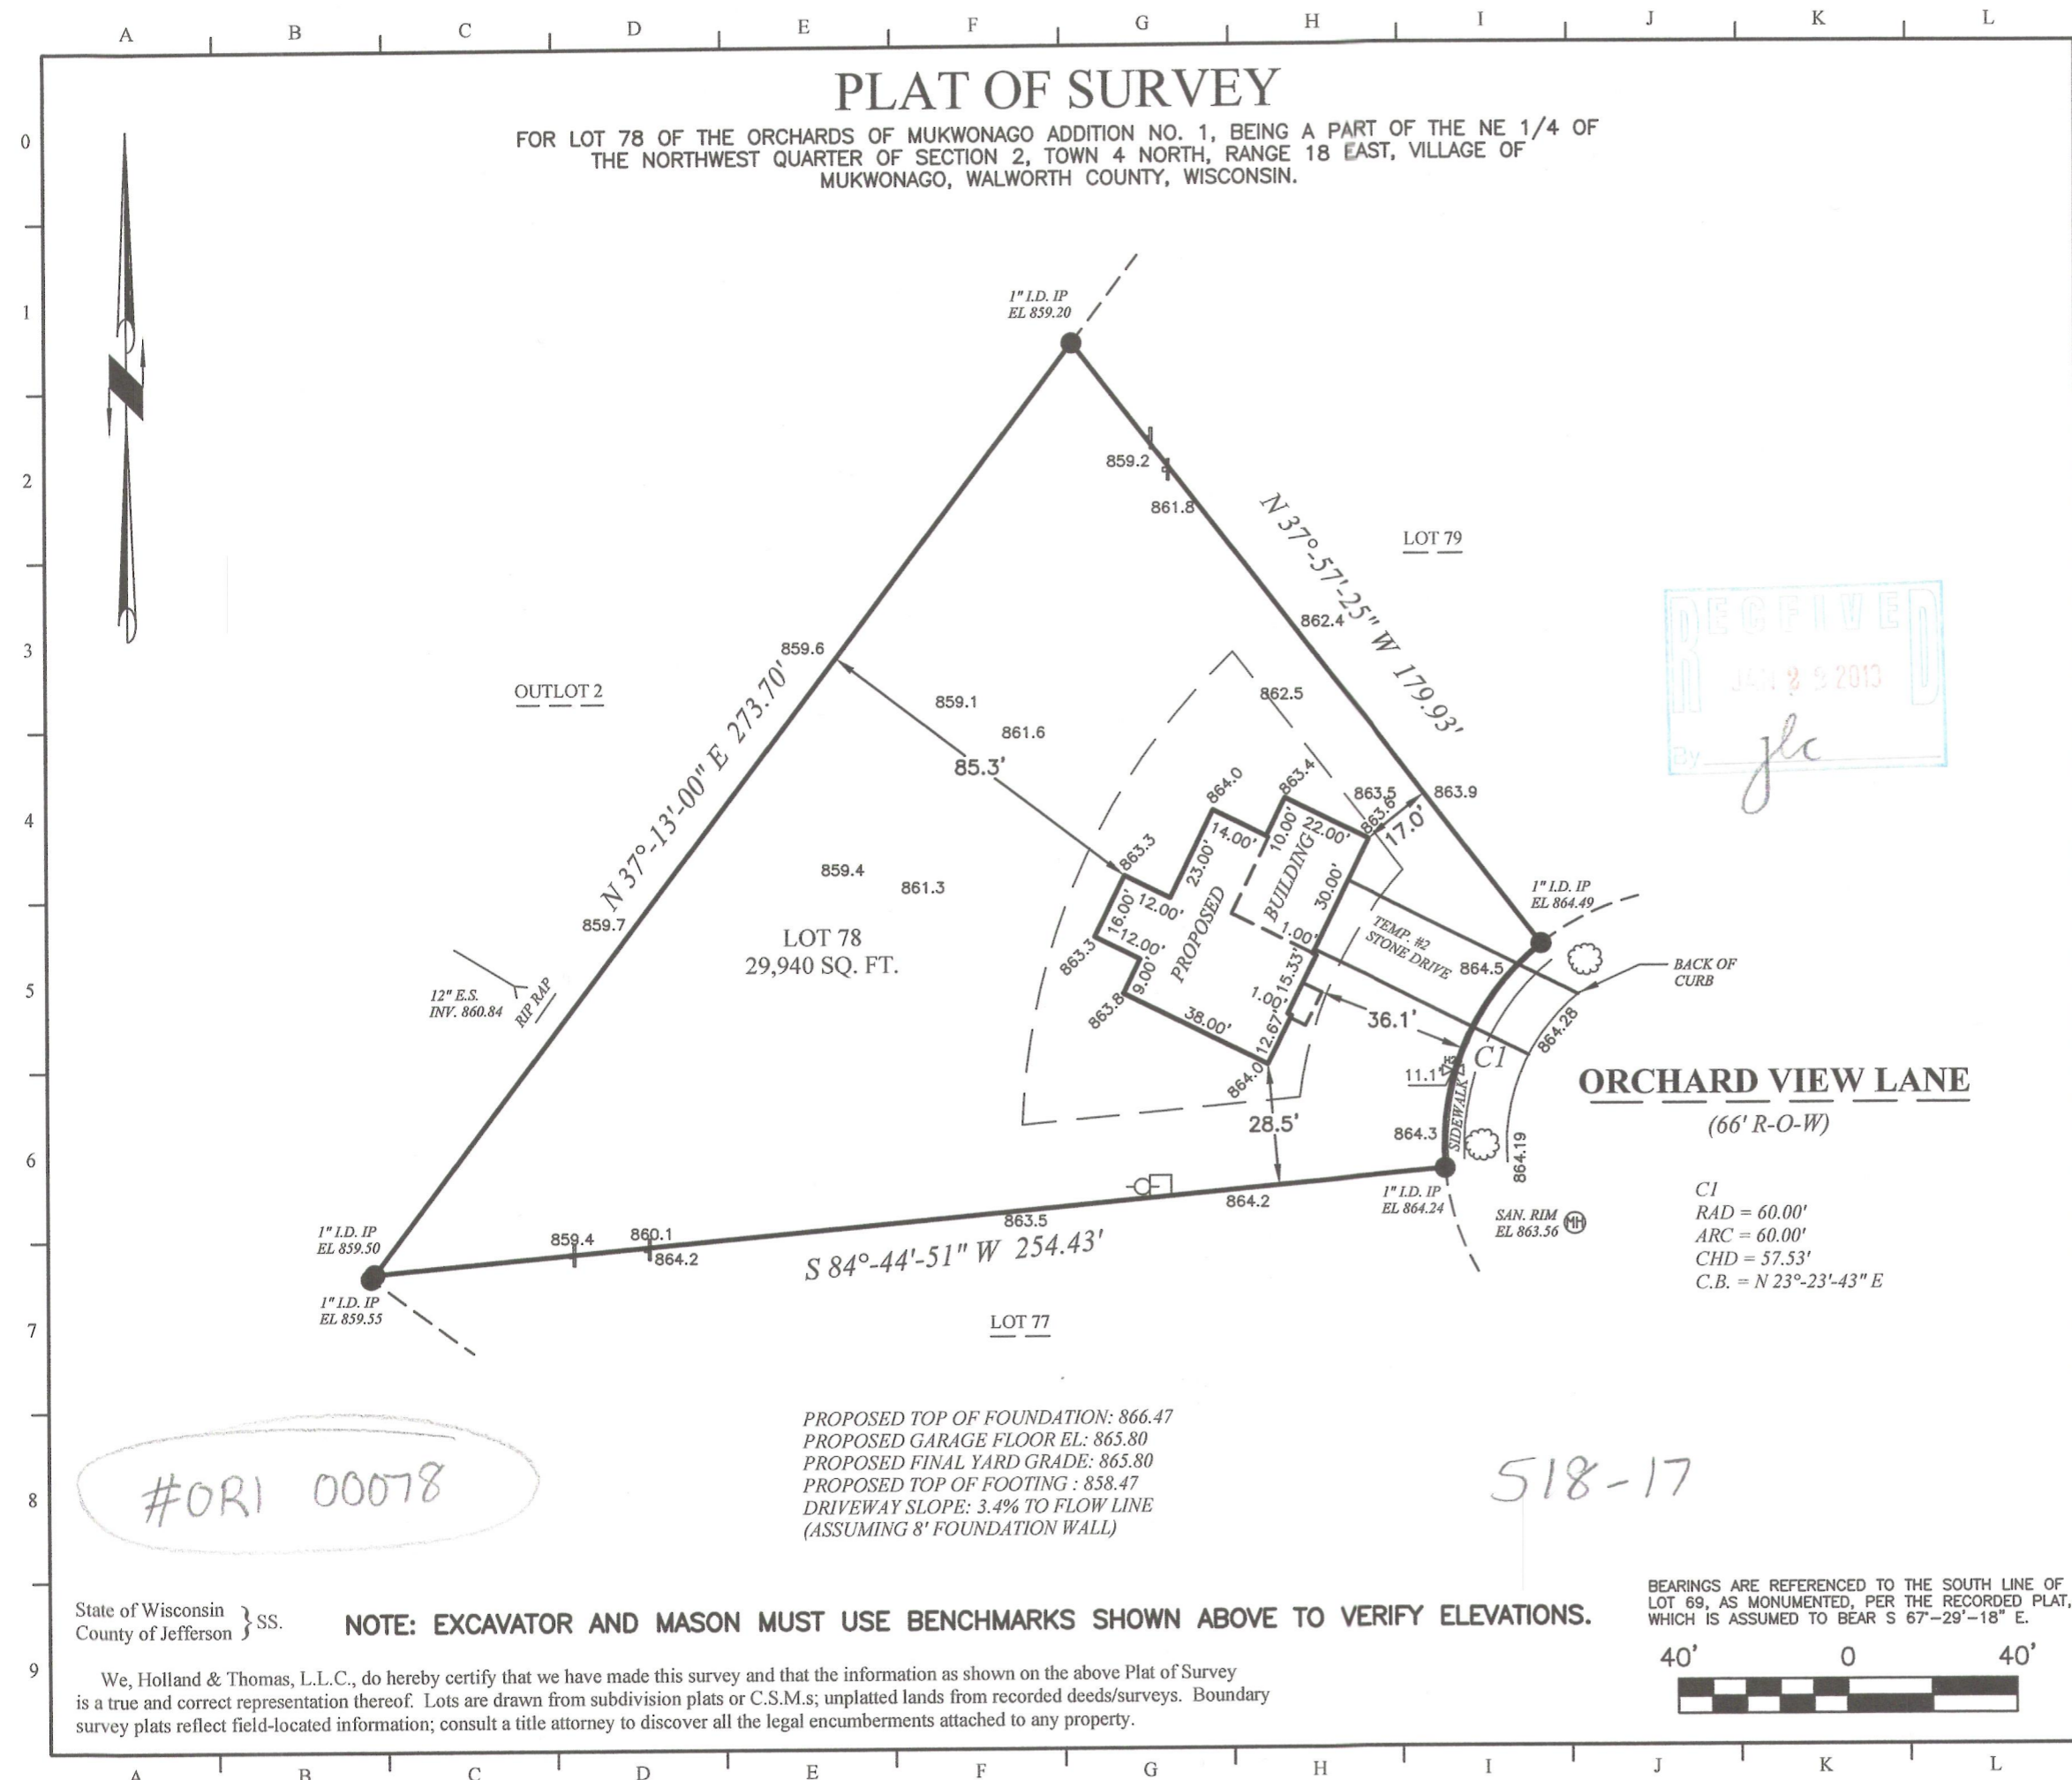 A B C D E F G H I J K L
PLAT OF SURVEY
FOR LOT 78 OF THE ORCHARDS OF MUKWONAGO ADDITION NO. 1, BEING A PART OF THE NE 1/4 OF
THE NORTHWEST QUARTER OF SECTION 2, TOWN 4 NORTH, RANGE 18 EAST, VILLAGE OF
MUKWONAGO, WALWORTH COUNTY, WISCONSIN.
0
1
2
3
4
5
6
7
8
9
N
1" I.D. IP
EL 859.20
859.2
861.8
N 37°-57'-25" W 179.93'
LOT 79
862.4
RECEIVED
2013
By jlc
859.6
OUTLOT 2
N 37°-13'-00" E 273.70'
859.1
861.6
85.3'
862.5
864.0
863.4
863.5
863.6
863.9
17.0'
14.00'
10.00'
22.00'
863.3
23.00'
BUILDING
30.00'
859.4
861.3
16.00'
12.00'
PROPOSED
1.00'
12.00'
863.3
9.00'
863.8
38.00'
15.33'
1.00'
12.67'
864.0
1" I.D. IP
EL 864.49
TEMP. #2
STONE DRIVE
864.5
BACK OF
CURB
859.7
LOT 78
29,940 SQ. FT.
12" E.S.
INV. 860.84
RIP RAP
36.1'
864.28
C1
11.1'
SIDEWALK
ORCHARD VIEW LANE
(66' R-O-W)
28.5'
864.3
864.19
864.2
1" I.D. IP
EL 864.24
SAN. RIM
EL 863.56
MH
C1
RAD = 60.00'
ARC = 60.00'
CHD = 57.53'
C.B. = N 23°-23'-43" E
1" I.D. IP
EL 859.50
859.4
860.1
864.2
863.5
S 84°-44'-51" W 254.43'
1" I.D. IP
EL 859.55
LOT 77
PROPOSED TOP OF FOUNDATION: 866.47
PROPOSED GARAGE FLOOR EL: 865.80
PROPOSED FINAL YARD GRADE: 865.80
PROPOSED TOP OF FOOTING : 858.47
DRIVEWAY SLOPE: 3.4% TO FLOW LINE
(ASSUMING 8' FOUNDATION WALL)
#OR1 00078
518-17
State of Wisconsin
County of Jefferson } SS.
NOTE: EXCAVATOR AND MASON MUST USE BENCHMARKS SHOWN ABOVE TO VERIFY ELEVATIONS.
BEARINGS ARE REFERENCED TO THE SOUTH LINE OF
LOT 69, AS MONUMENTED, PER THE RECORDED PLAT,
WHICH IS ASSUMED TO BEAR S 67°-29'-18" E.
40' 0 40'
We, Holland & Thomas, L.L.C., do hereby certify that we have made this survey and that the information as shown on the above Plat of Survey
is a true and correct representation thereof. Lots are drawn from subdivision plats or C.S.M.s; unplatted lands from recorded deeds/surveys. Boundary
survey plats reflect field-located information; consult a title attorney to discover all the legal encumberments attached to any property.
A B C D E F G H I J K L